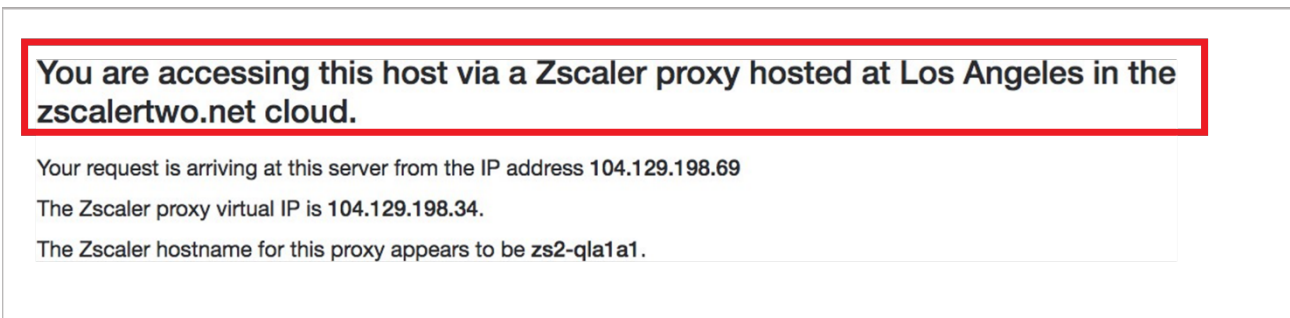 You are accessing this host via a Zscaler proxy hosted at Los Angeles in the
zscalertwo.net cloud.
Your request is arriving at this server from the IP address 104.129.198.69
The Zscaler proxy virtual IP is 104.129.198.34.
The Zscaler hostname for this proxy appears to be zs2-qla1a1.